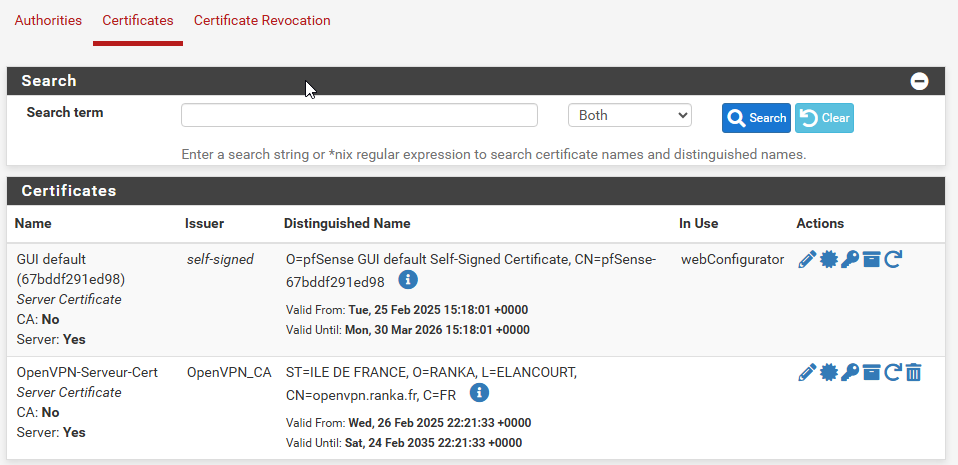 Authorities Certificates Certificate Revocation
Search
Search term Both Search Clear
Enter a search string or *nix regular expression to search certificate names and distinguished names.
Certificates
Name Issuer Distinguished Name In Use Actions
GUI default self-signed O=pfSense GUI default Self-Signed Certificate, CN=pfSense- webConfigurator
(67bddf291ed98) 67bddf291ed98
Server Certificate Valid From: Tue, 25 Feb 2025 15:18:01 +0000
CA: No Valid Until: Mon, 30 Mar 2026 15:18:01 +0000
Server: Yes
OpenVPN-Serveur-Cert OpenVPN_CA ST=ILE DE FRANCE, O=RANKA, L=ELANCOURT,
Server Certificate CN=openvpn.ranka.fr, C=FR
CA: No Valid From: Wed, 26 Feb 2025 22:21:33 +0000
Server: Yes Valid Until: Sat, 24 Feb 2035 22:21:33 +0000